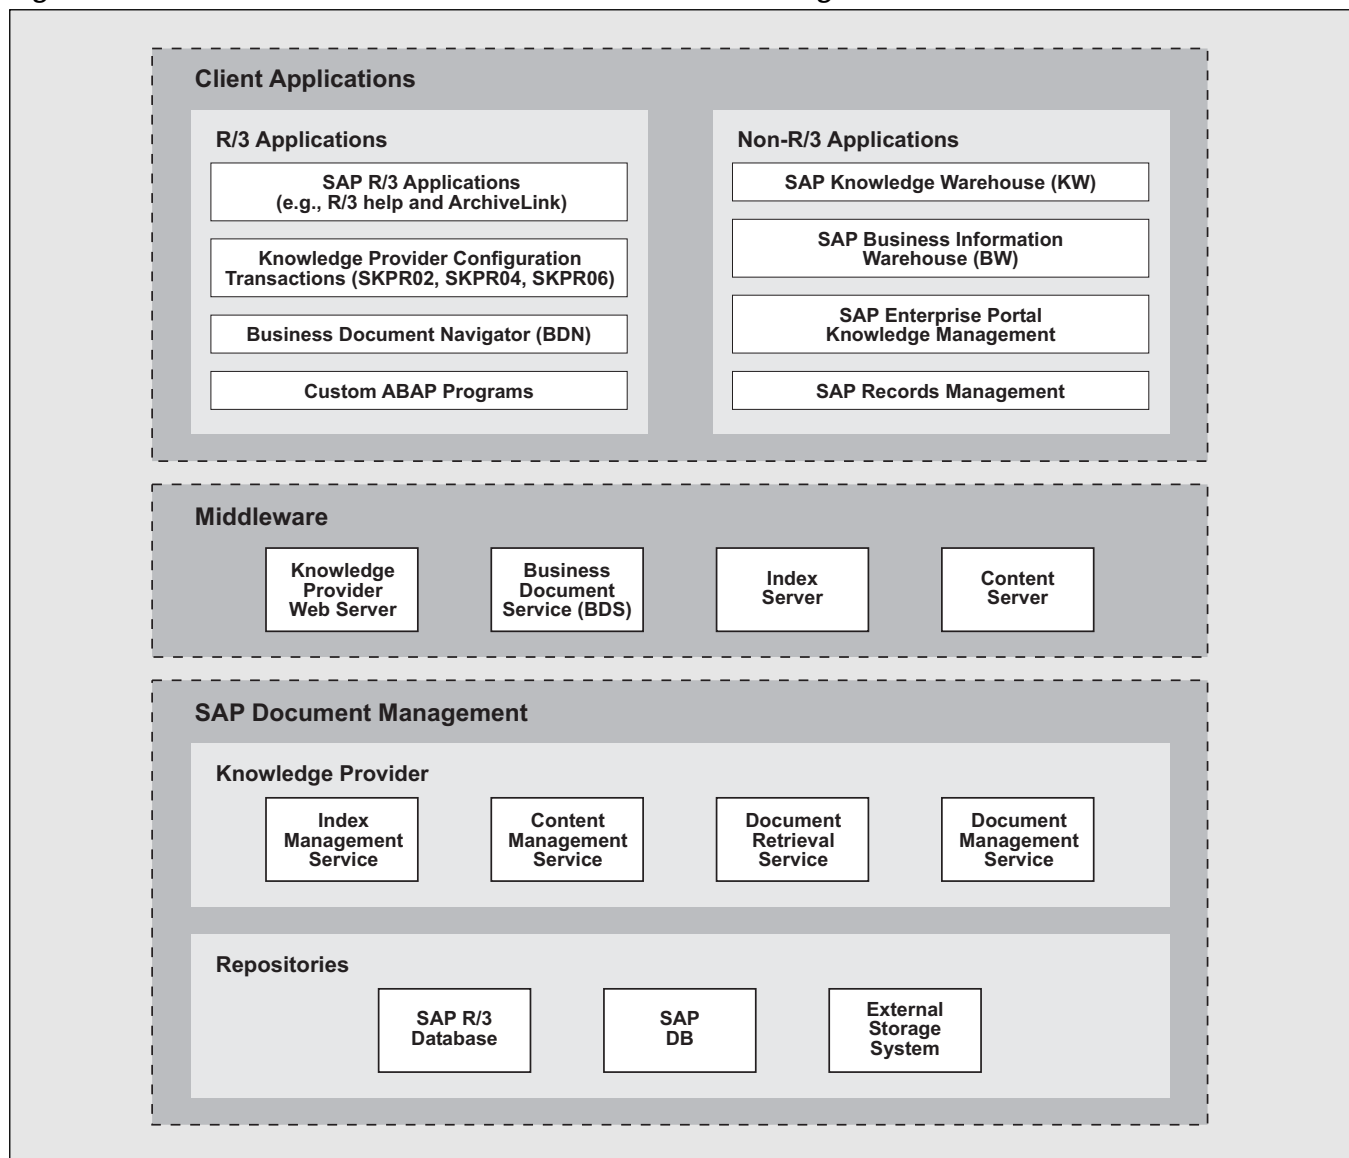 Client Applications
R/3 Applications
SAP R/3 Applications
(e.g., R/3 help and ArchiveLink)
Knowledge Provider Configuration
Transactions (SKPR02, SKPR04, SKPR06)
Business Document Navigator (BDN)
Custom ABAP Programs
Non-R/3 Applications
SAP Knowledge Warehouse (KW)
SAP Business Information
Warehouse (BW)
SAP Enterprise Portal
Knowledge Management
SAP Records Management
Middleware
Knowledge
Provider
Web Server
Business
Document
Service (BDS)
Index
Server
Content
Server
SAP Document Management
Knowledge Provider
Index
Management
Service
Content
Management
Service
Document
Retrieval
Service
Document
Management
Service
Repositories
SAP R/3
Database
SAP
DB
External
Storage
System